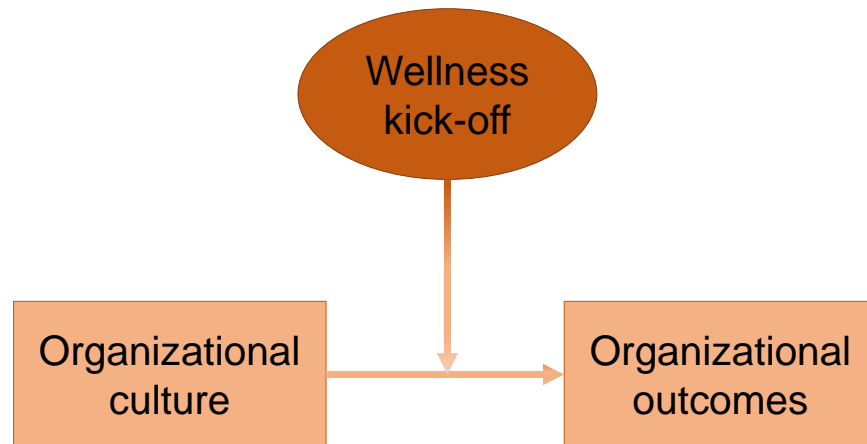 Wellness
kick-off
Organizational
culture
Organizational
outcomes